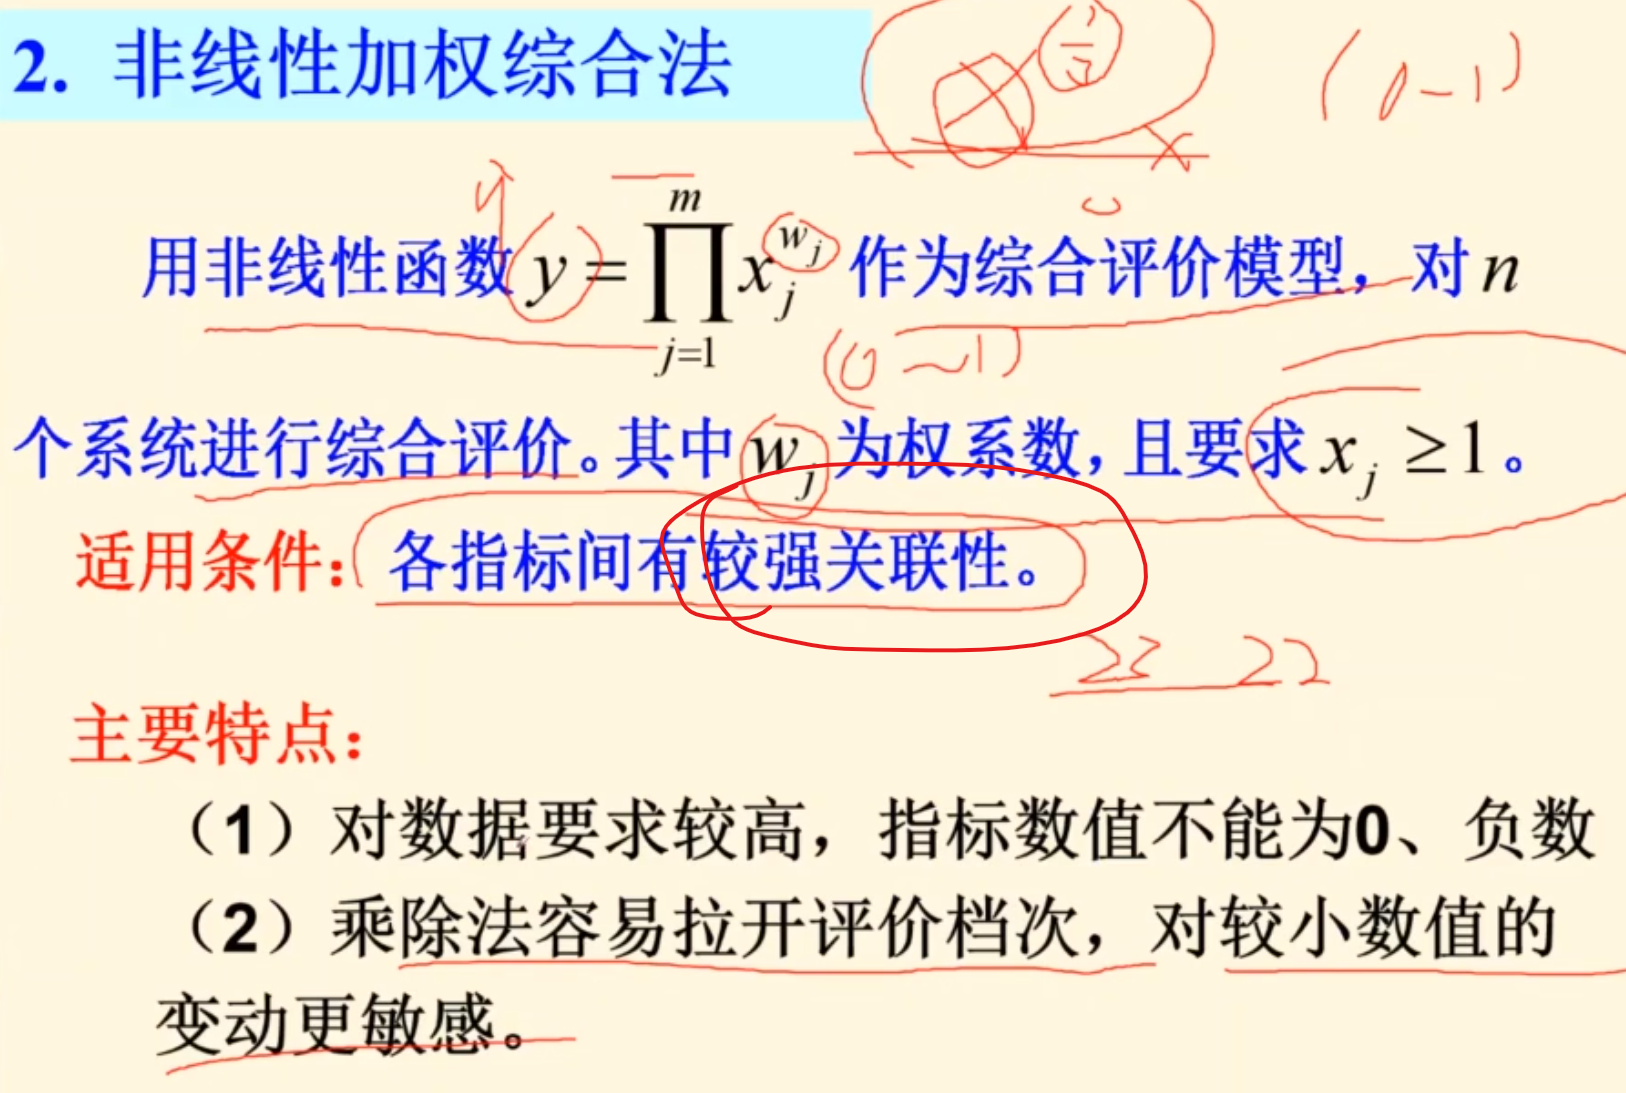 2. 非线性加权综合法
(0-1)
用非线性函数 y = ∏_{j=1}^{m} x_j^{w_j} 作为综合评价模型，对 n
(0~1)
个系统进行综合评价。其中 w_j 为权系数，且要求 x_j ≥ 1。
适用条件：各指标间有较强关联性。
主要特点：
（1）对数据要求较高，指标数值不能为0、负数
（2）乘除法容易拉开评价档次，对较小数值的
变动更敏感。